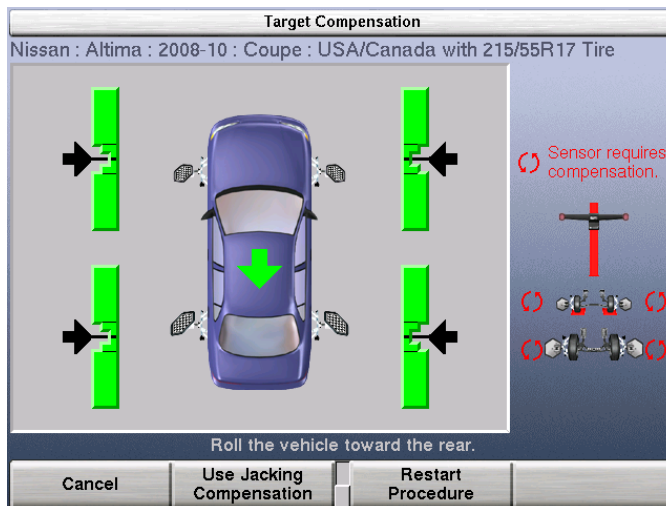 Target Compensation
Nissan : Altima : 2008-10 : Coupe : USA/Canada with 215/55R17 Tire
Sensor requires
compensation.
Roll the vehicle toward the rear.
Cancel
Use Jacking
Compensation
Restart
Procedure